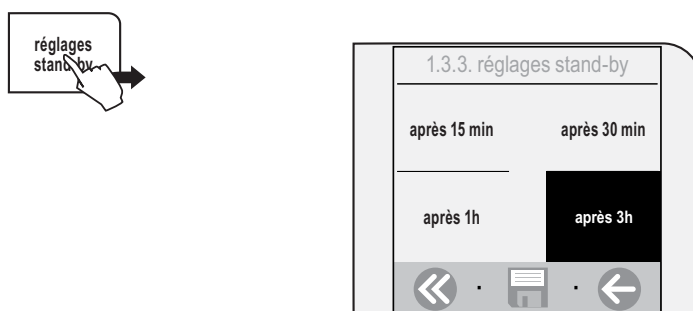 réglages
stand-by
1.3.3. réglages stand-by
après 15 min
après 30 min
après 1h
après 3h